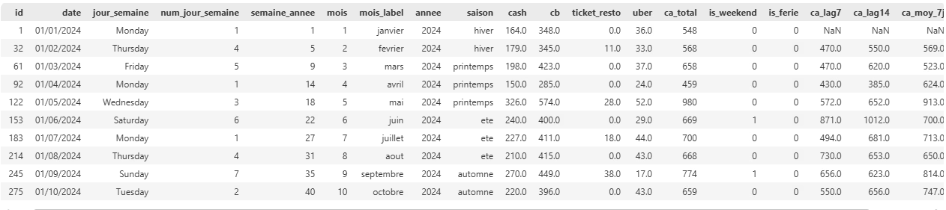 id date jour_semaine num_jour_semaine semaine_annee mois mois_label annee saison cash cb ticket_resto uber ca_total is_weekend is_ferie ca_lag7 ca_lag14 ca_moy_7j
1 01/01/2024 Monday 1 1 1 janvier 2024 hiver 164.0 348.0 0.0 36.0 548 0 0 NaN NaN NaN
32 01/02/2024 Thursday 4 5 2 fevrier 2024 hiver 179.0 345.0 11.0 33.0 568 0 0 470.0 550.0 569.0
61 01/03/2024 Friday 5 9 3 mars 2024 printemps 198.0 423.0 0.0 37.0 658 0 0 470.0 620.0 523.0
92 01/04/2024 Monday 1 14 4 avril 2024 printemps 150.0 285.0 0.0 24.0 459 0 0 430.0 385.0 624.0
122 01/05/2024 Wednesday 3 18 5 mai 2024 printemps 326.0 574.0 28.0 52.0 980 0 0 572.0 652.0 913.0
153 01/06/2024 Saturday 6 22 6 juin 2024 ete 240.0 400.0 0.0 29.0 669 1 0 871.0 1012.0 700.0
183 01/07/2024 Monday 1 27 7 juillet 2024 ete 227.0 411.0 18.0 44.0 700 0 0 494.0 681.0 713.0
214 01/08/2024 Thursday 4 31 8 aout 2024 ete 210.0 415.0 0.0 43.0 668 0 0 730.0 653.0 650.0
245 01/09/2024 Sunday 7 35 9 septembre 2024 automne 270.0 449.0 38.0 17.0 774 1 0 656.0 623.0 814.0
275 01/10/2024 Tuesday 2 40 10 octobre 2024 automne 220.0 396.0 0.0 43.0 659 0 0 550.0 656.0 747.0